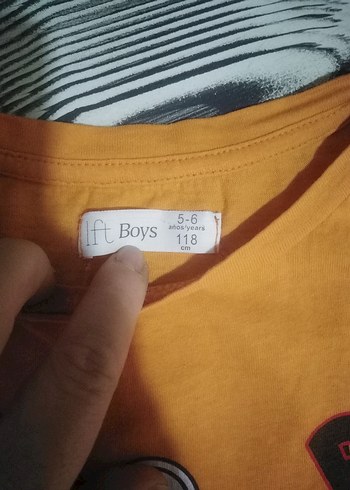 lft Boys
5-6
años/years
118
cm
D